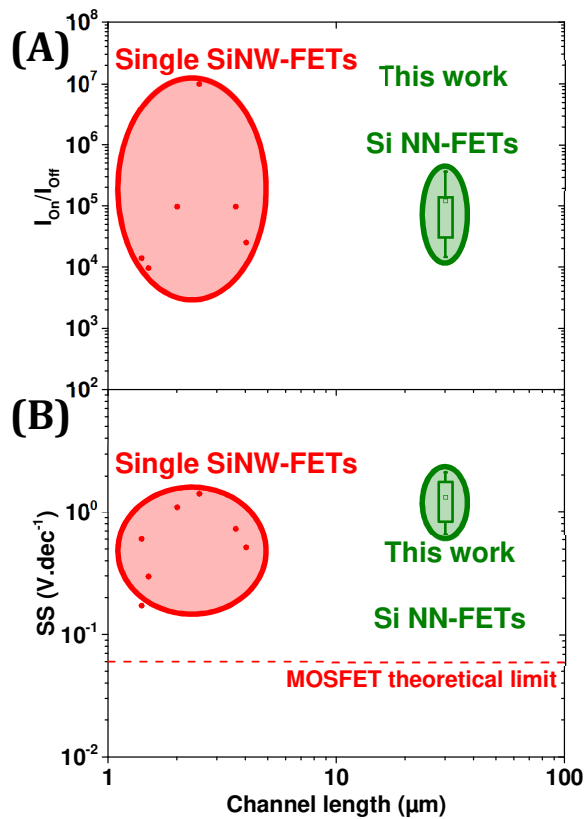 (A)
Single SiNW-FETs
This work
Si NN-FETs
I_On/I_Off
10^8
10^7
10^6
10^5
10^4
10^3
10^2
(B)
Single SiNW-FETs
This work
Si NN-FETs
MOSFET theoretical limit
SS (V.dec^-1)
10^0
10^-1
10^-2
1
10
100
Channel length (μm)